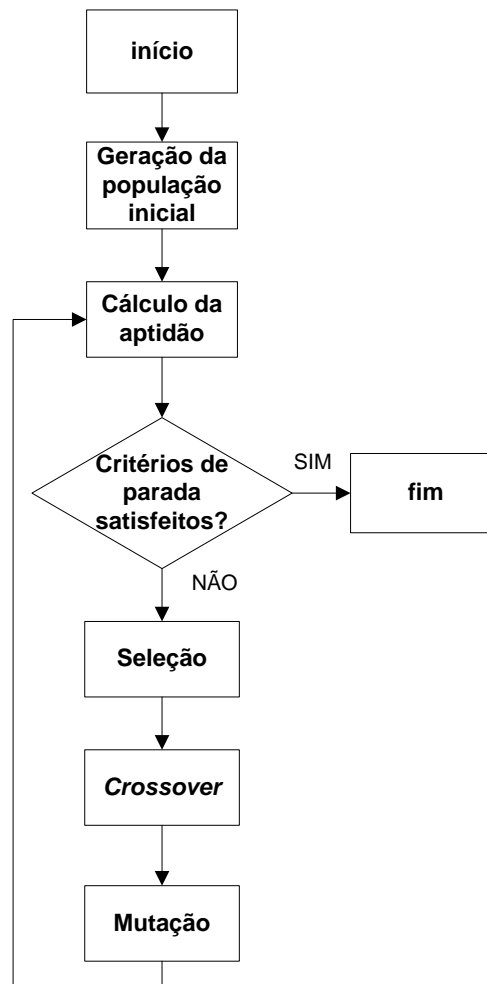 início
Geração da
população
inicial
Cálculo da
aptidão
Critérios de
parada
satisfeitos?
SIM
fim
NÃO
Seleção
Crossover
Mutação